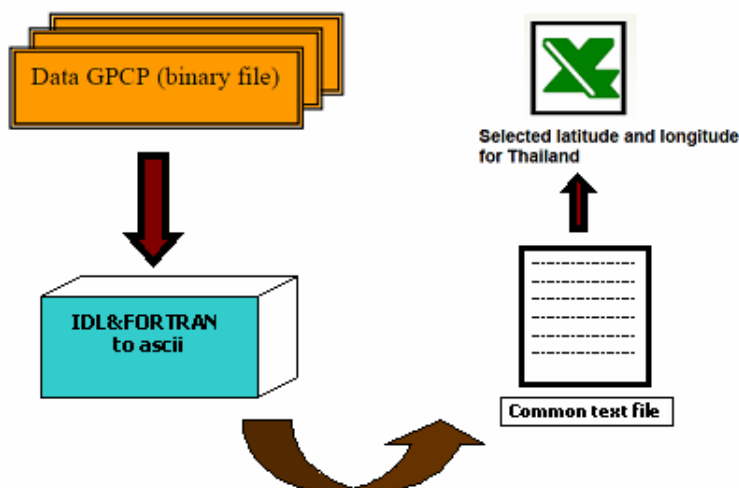 Data GPCP (binary file)
IDL&FORTRAN
to ascii
Common text file
Selected latitude and longitude
for Thailand